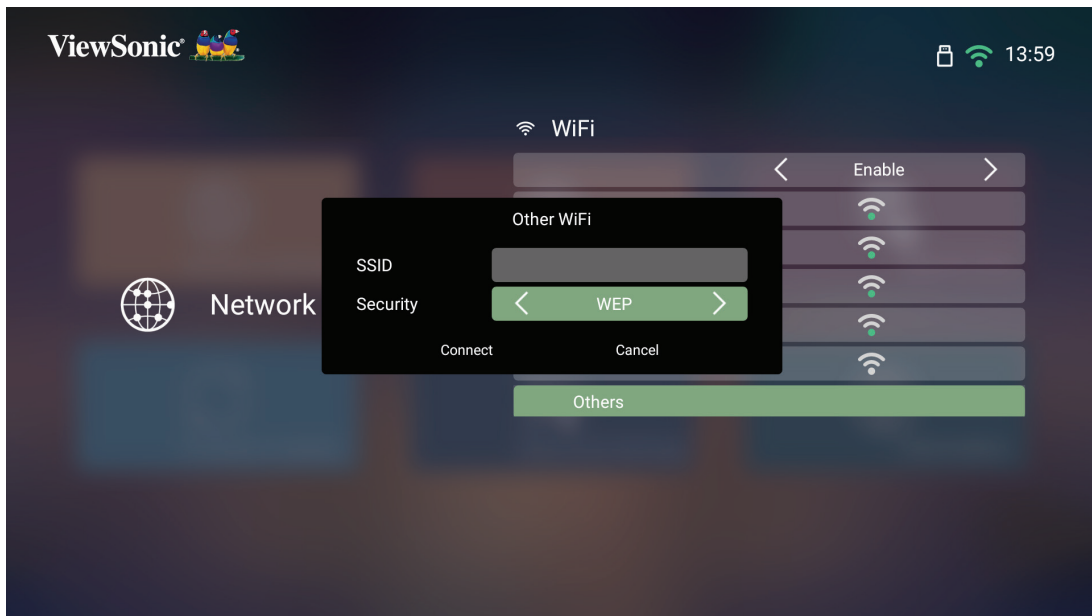 ViewSonic®
13:59
WiFi
Enable
Other WiFi
SSID
Network
Security
WEP
Connect
Cancel
Others